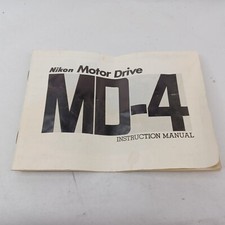 Nikon Motor Drive
MD-4
INSTRUCTION MANUAL